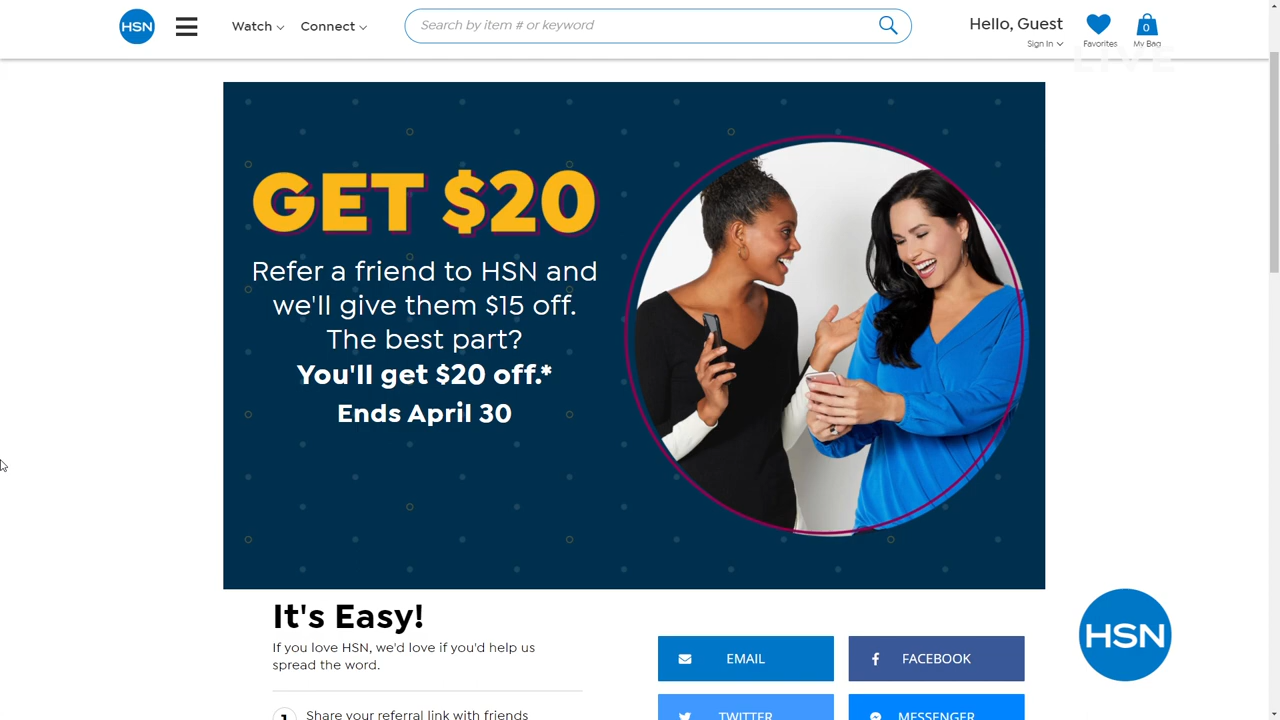 HSN
Watch
Connect
Search by item # or keyword
Hello, Guest
Sign In
Favorites
0
My Bag
LIVE
GET $20
Refer a friend to HSN and
we'll give them $15 off.
The best part?
You'll get $20 off.*
Ends April 30
It's Easy!
If you love HSN, we'd love if you'd help us
spread the word.
1 Share your referral link with friends
EMAIL
FACEBOOK
TWITTER
MESSENGER
HSN